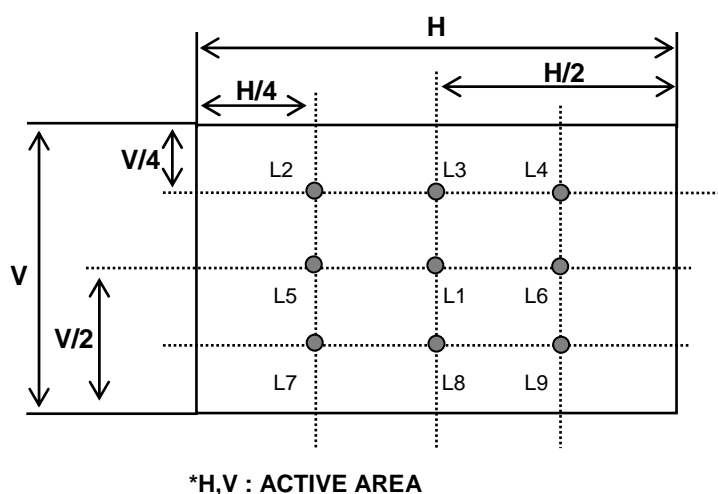 H
H/2
H/4
V/4
L2
L3
L4
V
L5
L1
L6
V/2
L7
L8
L9
*H,V : ACTIVE AREA